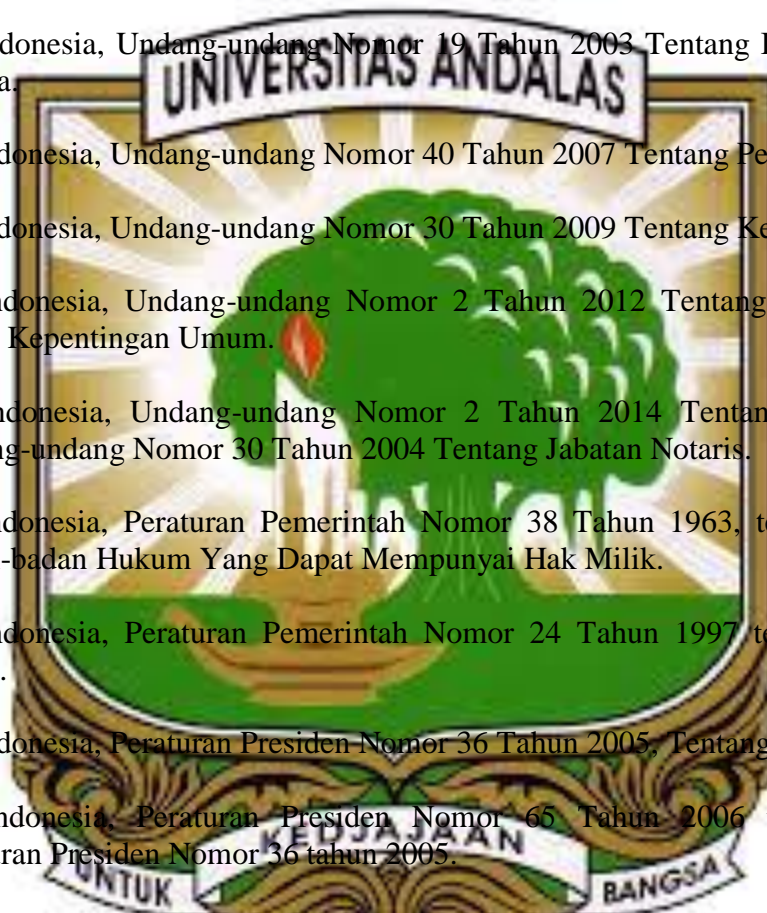 UNIVERSITAS ANDALAS
donesia, Undang-undang Nomor 19 Tahun 2003 Tentang
a.
donesia, Undang-undang Nomor 40 Tahun 2007 Tentang Pe
donesia, Undang-undang Nomor 30 Tahun 2009 Tentang Ke
ndonesia, Undang-undang Nomor 2 Tahun 2012 Tentang
Kepentingan Umum.
ndonesia, Undang-undang Nomor 2 Tahun 2014 Tentan
ng-undang Nomor 30 Tahun 2004 Tentang Jabatan Notaris.
ndonesia, Peraturan Pemerintah Nomor 38 Tahun 1963, te
-badan Hukum Yang Dapat Mempunyai Hak Milik.
ndonesia, Peraturan Pemerintah Nomor 24 Tahun 1997 te
.
donesia, Peraturan Presiden Nomor 36 Tahun 2005, Tentang
ndonesia, Peraturan Presiden Nomor 65 Tahun 2006
uran Presiden Nomor 36 tahun 2005.
UNTUK KEDJAJAAN BANGSA